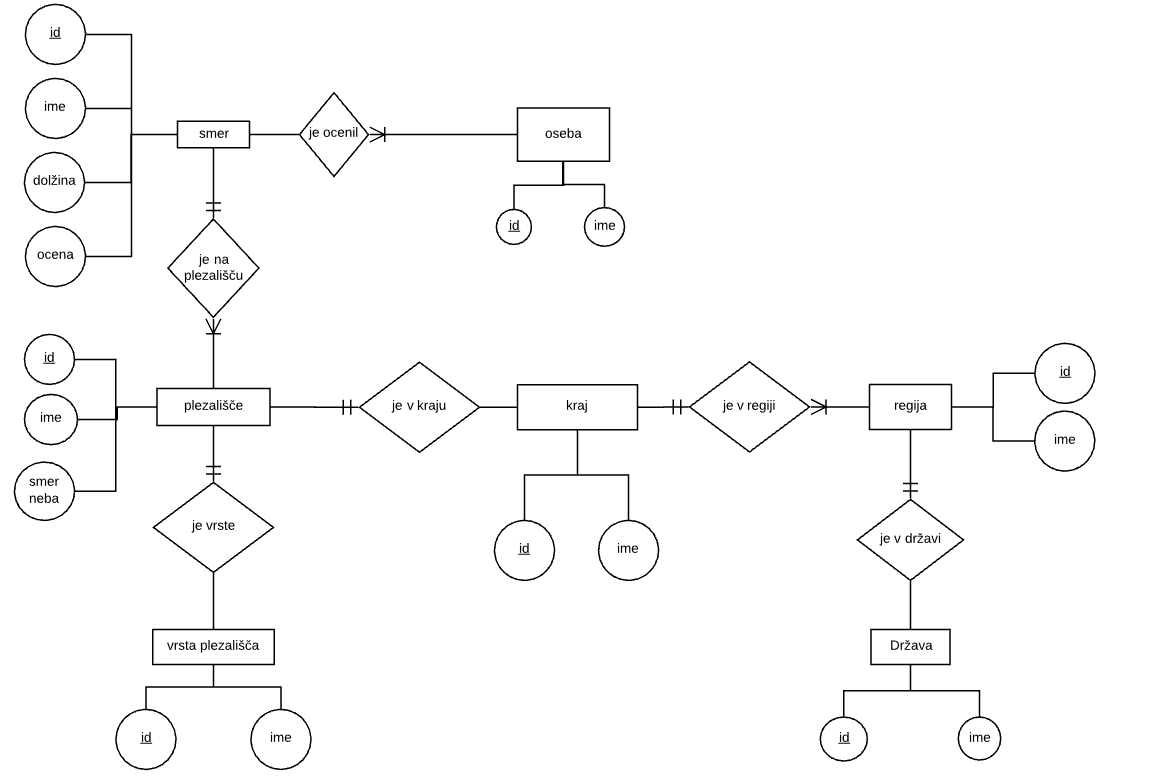 id
ime
dolžina
ocena
smer
je ocenil
oseba
id
ime
je na
plezališču
id
ime
smer
neba
plezališče
je v kraju
kraj
je v regiji
regija
id
ime
je vrste
id
ime
je v državi
vrsta plezališča
Država
id
ime
id
ime